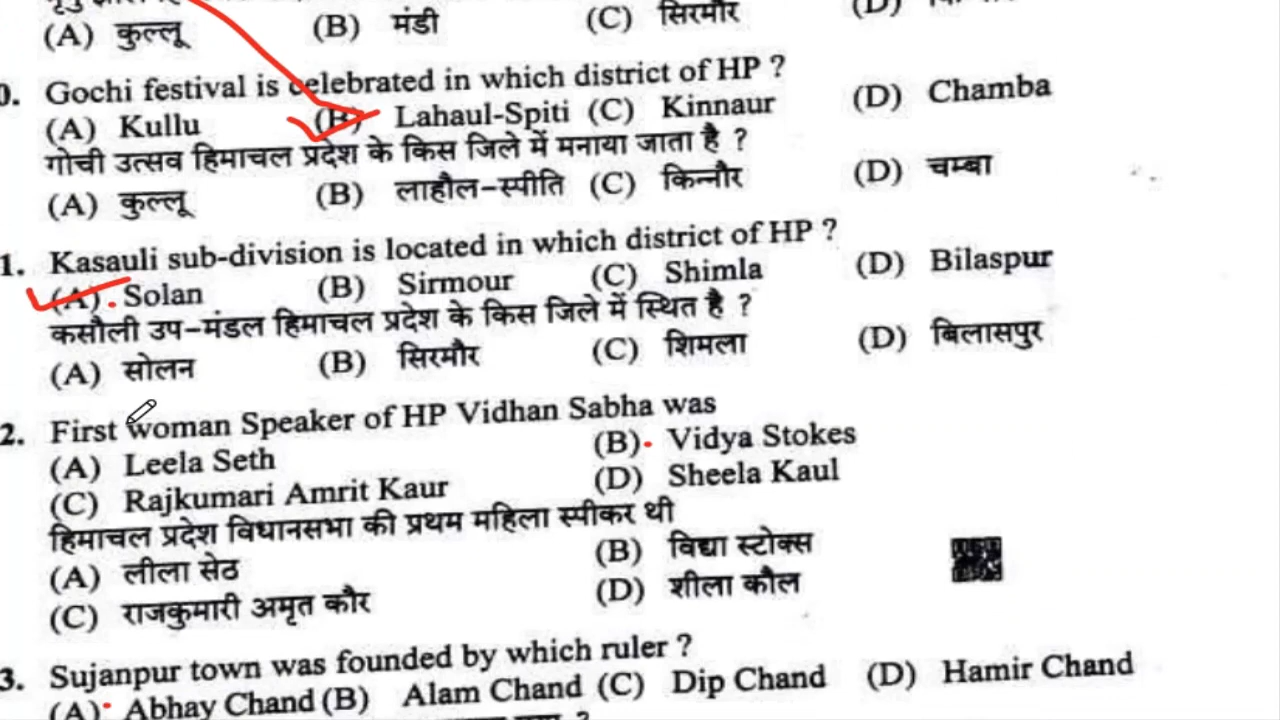 (A) कुल्लू (B) मंडी (C) सिरमौर (D)
0. Gochi festival is celebrated in which district of HP ?
(A) Kullu (B) Lahaul-Spiti (C) Kinnaur (D) Chamba
गोची उत्सव हिमाचल प्रदेश के किस जिले में मनाया जाता है ?
(A) कुल्लू (B) लाहौल-स्पीति (C) किन्नौर (D) चम्बा
1. Kasauli sub-division is located in which district of HP ?
(A) Solan (B) Sirmour (C) Shimla (D) Bilaspur
कसौली उप-मंडल हिमाचल प्रदेश के किस जिले में स्थित है ?
(A) सोलन (B) सिरमौर (C) शिमला (D) बिलासपुर
2. First woman Speaker of HP Vidhan Sabha was
(A) Leela Seth (B) Vidya Stokes
(C) Rajkumari Amrit Kaur (D) Sheela Kaul
हिमाचल प्रदेश विधानसभा की प्रथम महिला स्पीकर थी
(A) लीला सेठ (B) विद्या स्टोक्स
(C) राजकुमारी अमृत कौर (D) शीला कौल
3. Sujanpur town was founded by which ruler ?
(A) Abhay Chand (B) Alam Chand (C) Dip Chand (D) Hamir Chand